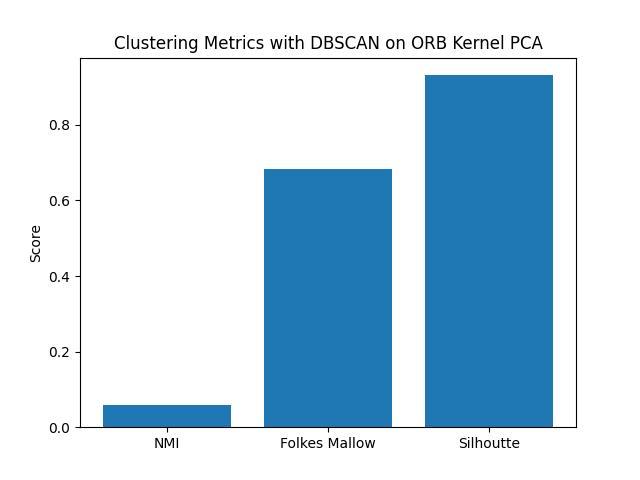 Clustering Metrics with DBSCAN on ORB Kernel PCA
0.8
0.6
Score
0.4
0.2
0.0
NMI
Folkes Mallow
Silhoutte